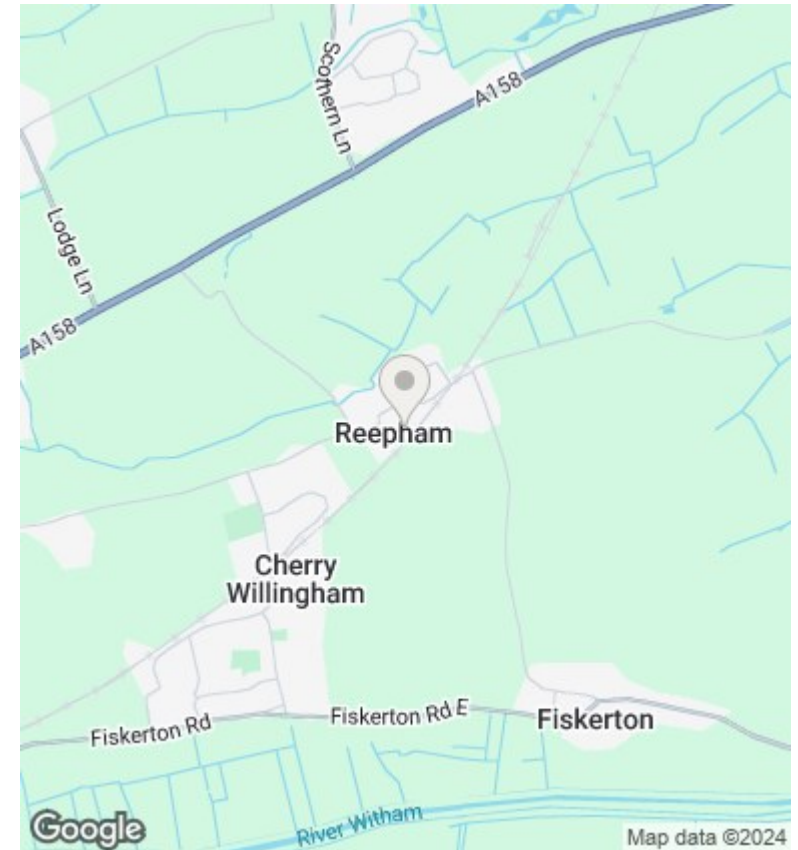 Scothern Ln
A158
Lodge Ln
A158
Reepham
Cherry
Willingham
Fiskerton Rd
Fiskerton Rd E
Fiskerton
River Witham
Google
Map data ©2024